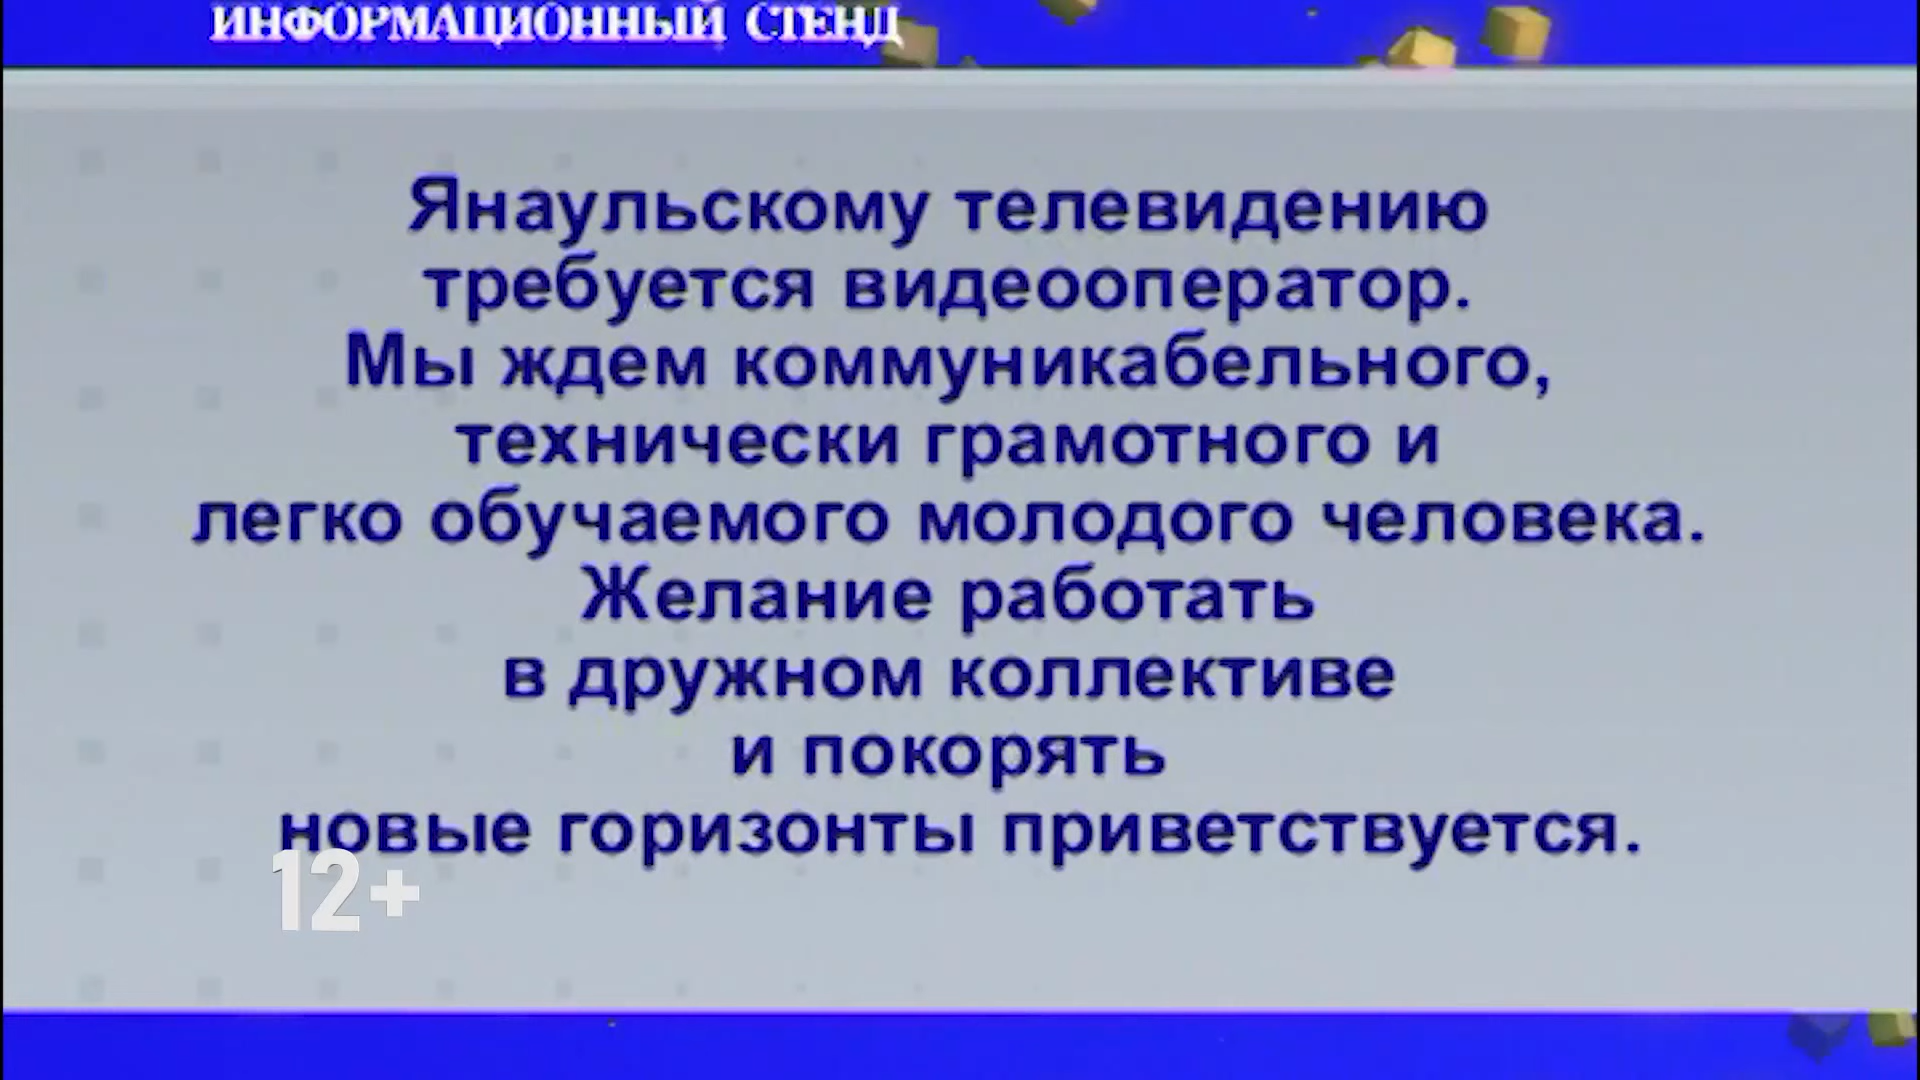 ИНФОРМАЦИОННЫЙ СТЕНД
Янаульскому телевидению
требуется видеооператор.
Мы ждем коммуникабельного,
технически грамотного и
легко обучаемого молодого человека.
Желание работать
в дружном коллективе
и покорять
новые горизонты приветствуется.
12+